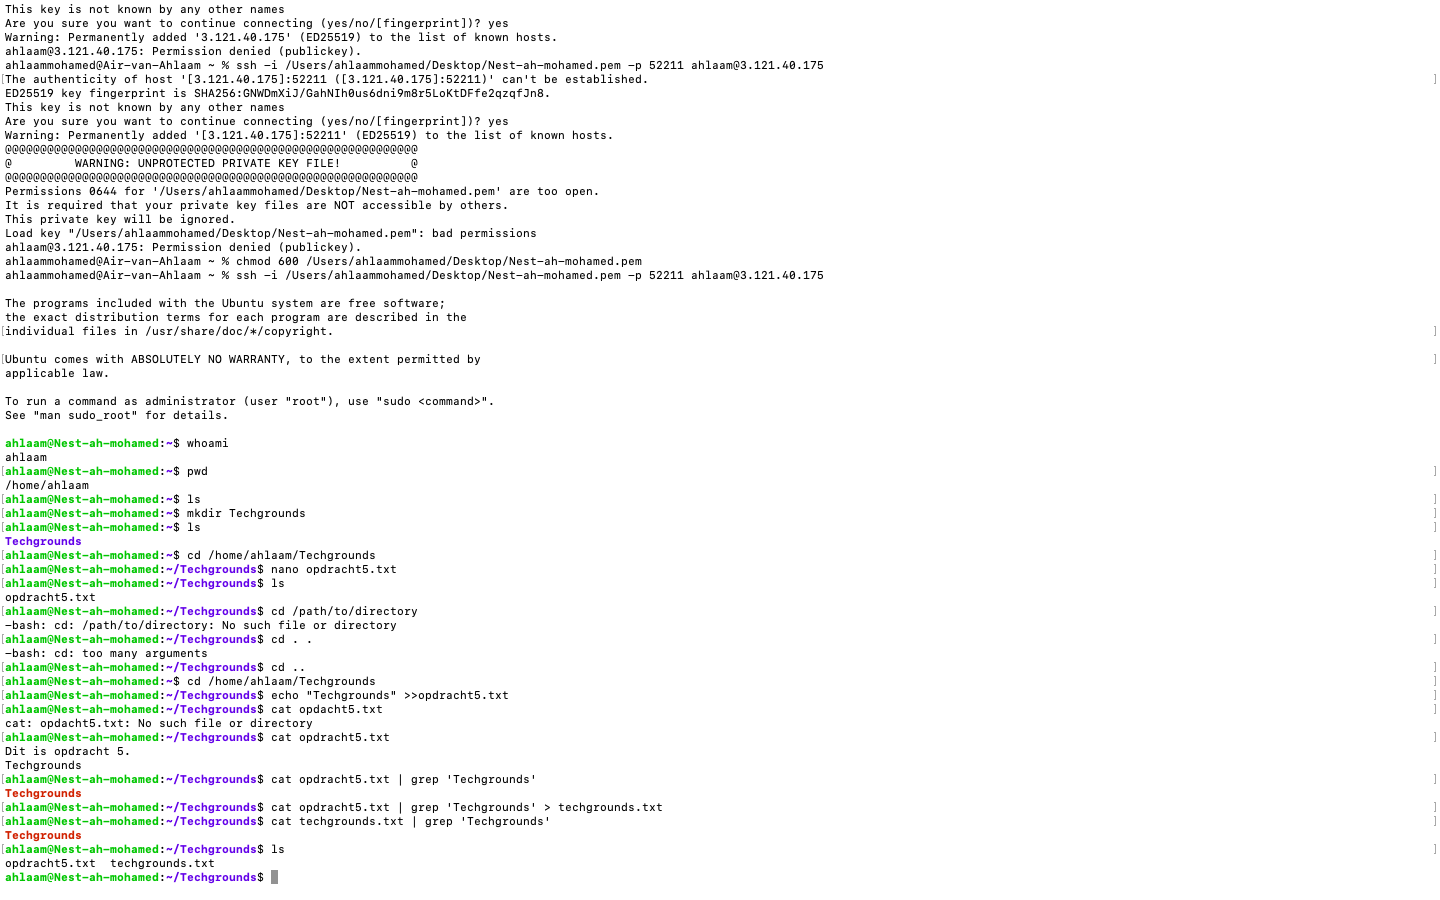 This key is not known by any other names
Are you sure you want to continue connecting (yes/no/[fingerprint])? yes
Warning: Permanently added '3.121.40.175' (ED25519) to the list of known hosts.
ahlaam@3.121.40.175: Permission denied (publickey).
ahlaammohamed@Air-van-Ahlaam ~ % ssh -i /Users/ahlaammohamed/Desktop/Nest-ah-mohamed.pem -p 52211 ahlaam@3.121.40.175
[The authenticity of host '[3.121.40.175]:52211 ([3.121.40.175]:52211)' can't be established. ]
ED25519 key fingerprint is SHA256:GNWDmXiJ/GahNIh0us6dni9m8r5LoKtDFfe2qzqfJn8.
This key is not known by any other names
Are you sure you want to continue connecting (yes/no/[fingerprint])? yes
Warning: Permanently added '[3.121.40.175]:52211' (ED25519) to the list of known hosts.
@@@@@@@@@@@@@@@@@@@@@@@@@@@@@@@@@@@@@@@@@@@@@@@@@@@@@@@@@@@
@         WARNING: UNPROTECTED PRIVATE KEY FILE!          @
@@@@@@@@@@@@@@@@@@@@@@@@@@@@@@@@@@@@@@@@@@@@@@@@@@@@@@@@@@@
Permissions 0644 for '/Users/ahlaammohamed/Desktop/Nest-ah-mohamed.pem' are too open.
It is required that your private key files are NOT accessible by others.
This private key will be ignored.
Load key "/Users/ahlaammohamed/Desktop/Nest-ah-mohamed.pem": bad permissions
ahlaam@3.121.40.175: Permission denied (publickey).
ahlaammohamed@Air-van-Ahlaam ~ % chmod 600 /Users/ahlaammohamed/Desktop/Nest-ah-mohamed.pem
ahlaammohamed@Air-van-Ahlaam ~ % ssh -i /Users/ahlaammohamed/Desktop/Nest-ah-mohamed.pem -p 52211 ahlaam@3.121.40.175
The programs included with the Ubuntu system are free software;
the exact distribution terms for each program are described in the
[individual files in /usr/share/doc/*/copyright. ]
[Ubuntu comes with ABSOLUTELY NO WARRANTY, to the extent permitted by ]
applicable law.
To run a command as administrator (user "root"), use "sudo <command>".
See "man sudo_root" for details.
ahlaam@Nest-ah-mohamed:~$ whoami
ahlaam
[ahlaam@Nest-ah-mohamed:~$ pwd ]
/home/ahlaam
[ahlaam@Nest-ah-mohamed:~$ ls ]
[ahlaam@Nest-ah-mohamed:~$ mkdir Techgrounds ]
[ahlaam@Nest-ah-mohamed:~$ ls ]
Techgrounds
[ahlaam@Nest-ah-mohamed:~$ cd /home/ahlaam/Techgrounds ]
[ahlaam@Nest-ah-mohamed:~/Techgrounds$ nano opdracht5.txt ]
[ahlaam@Nest-ah-mohamed:~/Techgrounds$ ls ]
opdracht5.txt
[ahlaam@Nest-ah-mohamed:~/Techgrounds$ cd /path/to/directory ]
-bash: cd: /path/to/directory: No such file or directory
[ahlaam@Nest-ah-mohamed:~/Techgrounds$ cd . . ]
-bash: cd: too many arguments
[ahlaam@Nest-ah-mohamed:~/Techgrounds$ cd .. ]
[ahlaam@Nest-ah-mohamed:~$ cd /home/ahlaam/Techgrounds ]
[ahlaam@Nest-ah-mohamed:~/Techgrounds$ echo "Techgrounds" >>opdracht5.txt ]
[ahlaam@Nest-ah-mohamed:~/Techgrounds$ cat opdacht5.txt ]
cat: opdacht5.txt: No such file or directory
[ahlaam@Nest-ah-mohamed:~/Techgrounds$ cat opdracht5.txt ]
Dit is opdracht 5.
Techgrounds
[ahlaam@Nest-ah-mohamed:~/Techgrounds$ cat opdracht5.txt | grep 'Techgrounds' ]
Techgrounds
[ahlaam@Nest-ah-mohamed:~/Techgrounds$ cat opdracht5.txt | grep 'Techgrounds' > techgrounds.txt ]
[ahlaam@Nest-ah-mohamed:~/Techgrounds$ cat techgrounds.txt | grep 'Techgrounds' ]
Techgrounds
[ahlaam@Nest-ah-mohamed:~/Techgrounds$ ls ]
opdracht5.txt  techgrounds.txt
ahlaam@Nest-ah-mohamed:~/Techgrounds$